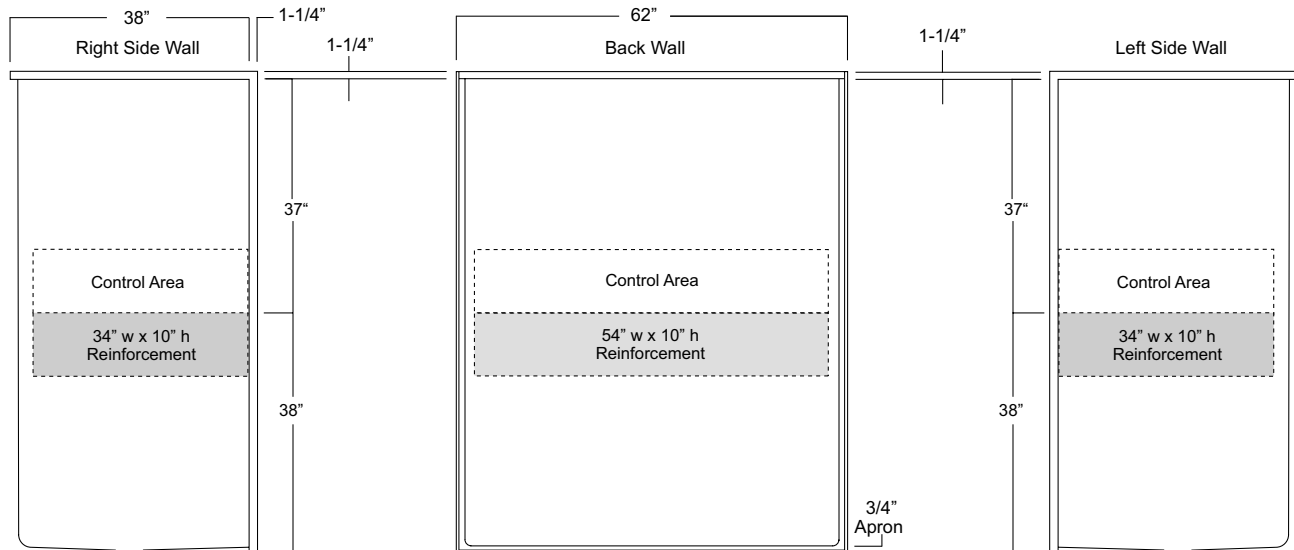 38”
1-1/4”
62”
Right Side Wall
1-1/4”
Back Wall
1-1/4”
Left Side Wall
37“
37“
Control Area
Control Area
Control Area
34” w x 10” h
Reinforcement
54” w x 10” h
Reinforcement
34” w x 10” h
Reinforcement
38”
38”
3/4”
Apron